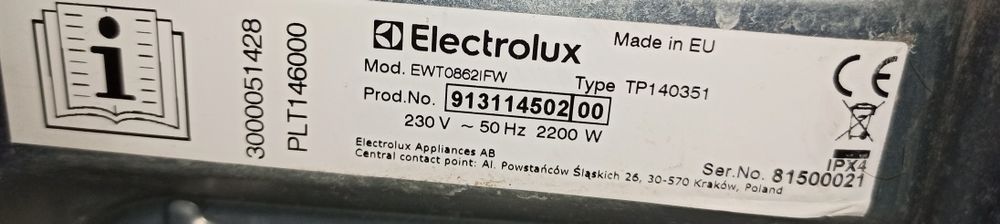 3000051428
PLT146000
Electrolux
Made in EU
Mod. EWT0862IFW
Type TP140351
Prod.No. 913114502 00
230 V ~ 50 Hz 2200 W
Electrolux Appliances AB
Central contact point: Al. Powstańców Śląskich 26, 30-570 Kraków, Poland
CE
IPX4
Ser.No. 81500021